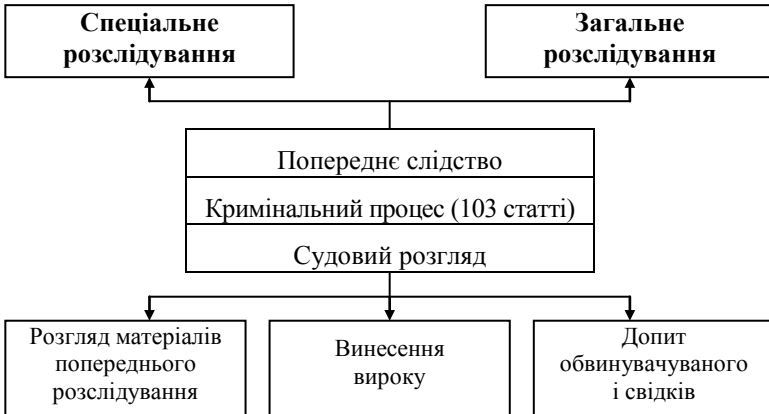 Спеціальне
розслідування
Загальне
розслідування
Попереднє слідство
Кримінальний процес (103 статті)
Судовий розгляд
Розгляд матеріалів
попереднього
розслідування
Винесення
вироку
Допит
обвинувачуваного
і свідків